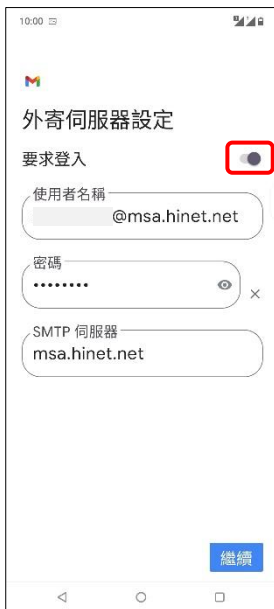 10:00
外寄伺服器設定
要求登入
使用者名稱
@msa.hinet.net
密碼
••••••••
SMTP 伺服器
msa.hinet.net
繼續